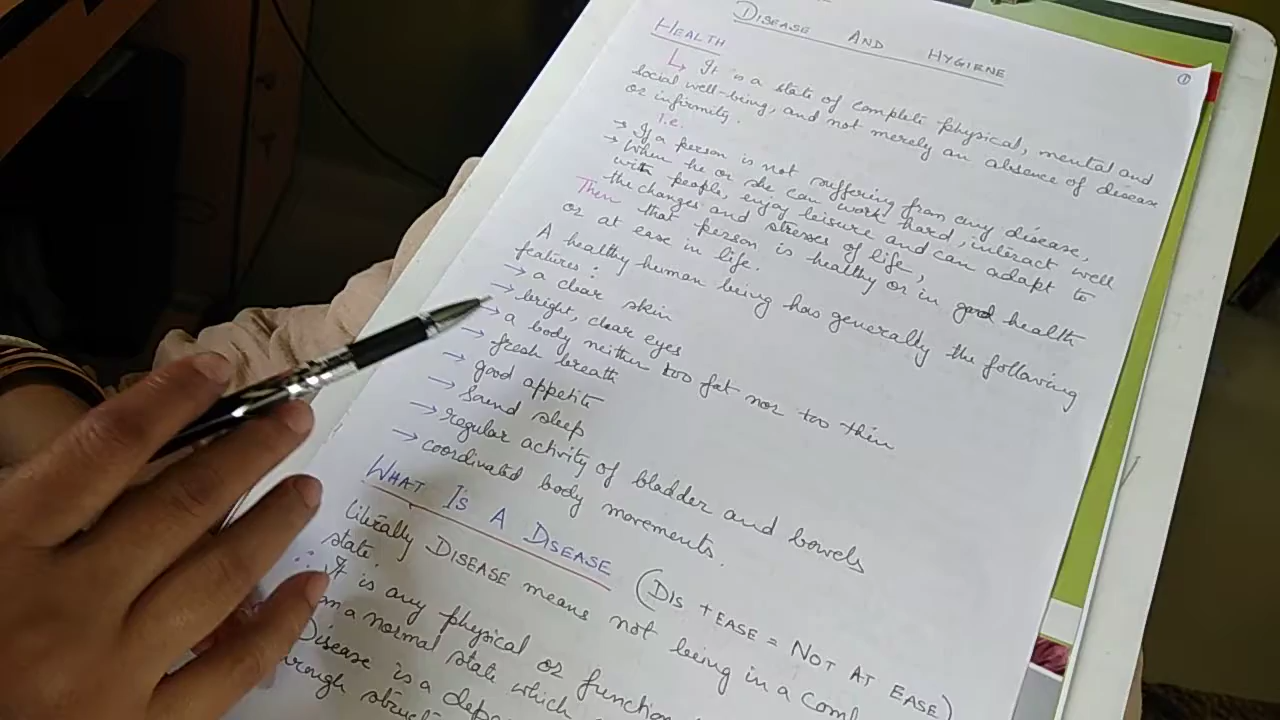 DISEASE AND HYGIENE
①
HEALTH
↳ It is a state of complete physical, mental and
social well-being, and not merely an absence of disease
or infirmity.
i.e.
→ If a person is not suffering from any disease,
→ When he or she can work hard, interact well
with people, enjoy leisure and can adapt to
the changes and stresses of life,
Then that person is healthy or in good health
or at ease in life.
A healthy human being has generally the following
features :
→ a clear skin
→ bright, clear eyes
→ a body neither too fat nor too thin
→ fresh breath
→ good appetite
→ Sound sleep
→ regular activity of bladder and bowels
→ coordinated body movements.
WHAT IS A DISEASE (DIS + EASE = NOT AT EASE)
Literally DISEASE means not being in a
state.
∴ It is any physical or
a normal state which
Disease is a